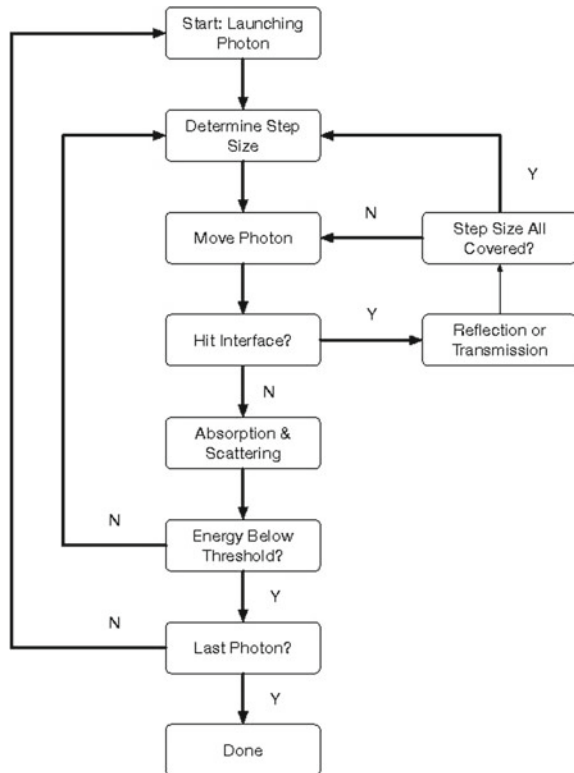 Start: Launching
Photon
Determine Step
Size
Y
N
Move Photon
Step Size All
Covered?
Y
Hit Interface?
Reflection or
Transmission
N
Absorption &
Scattering
N
Energy Below
Threshold?
Y
N
Last Photon?
Y
Done